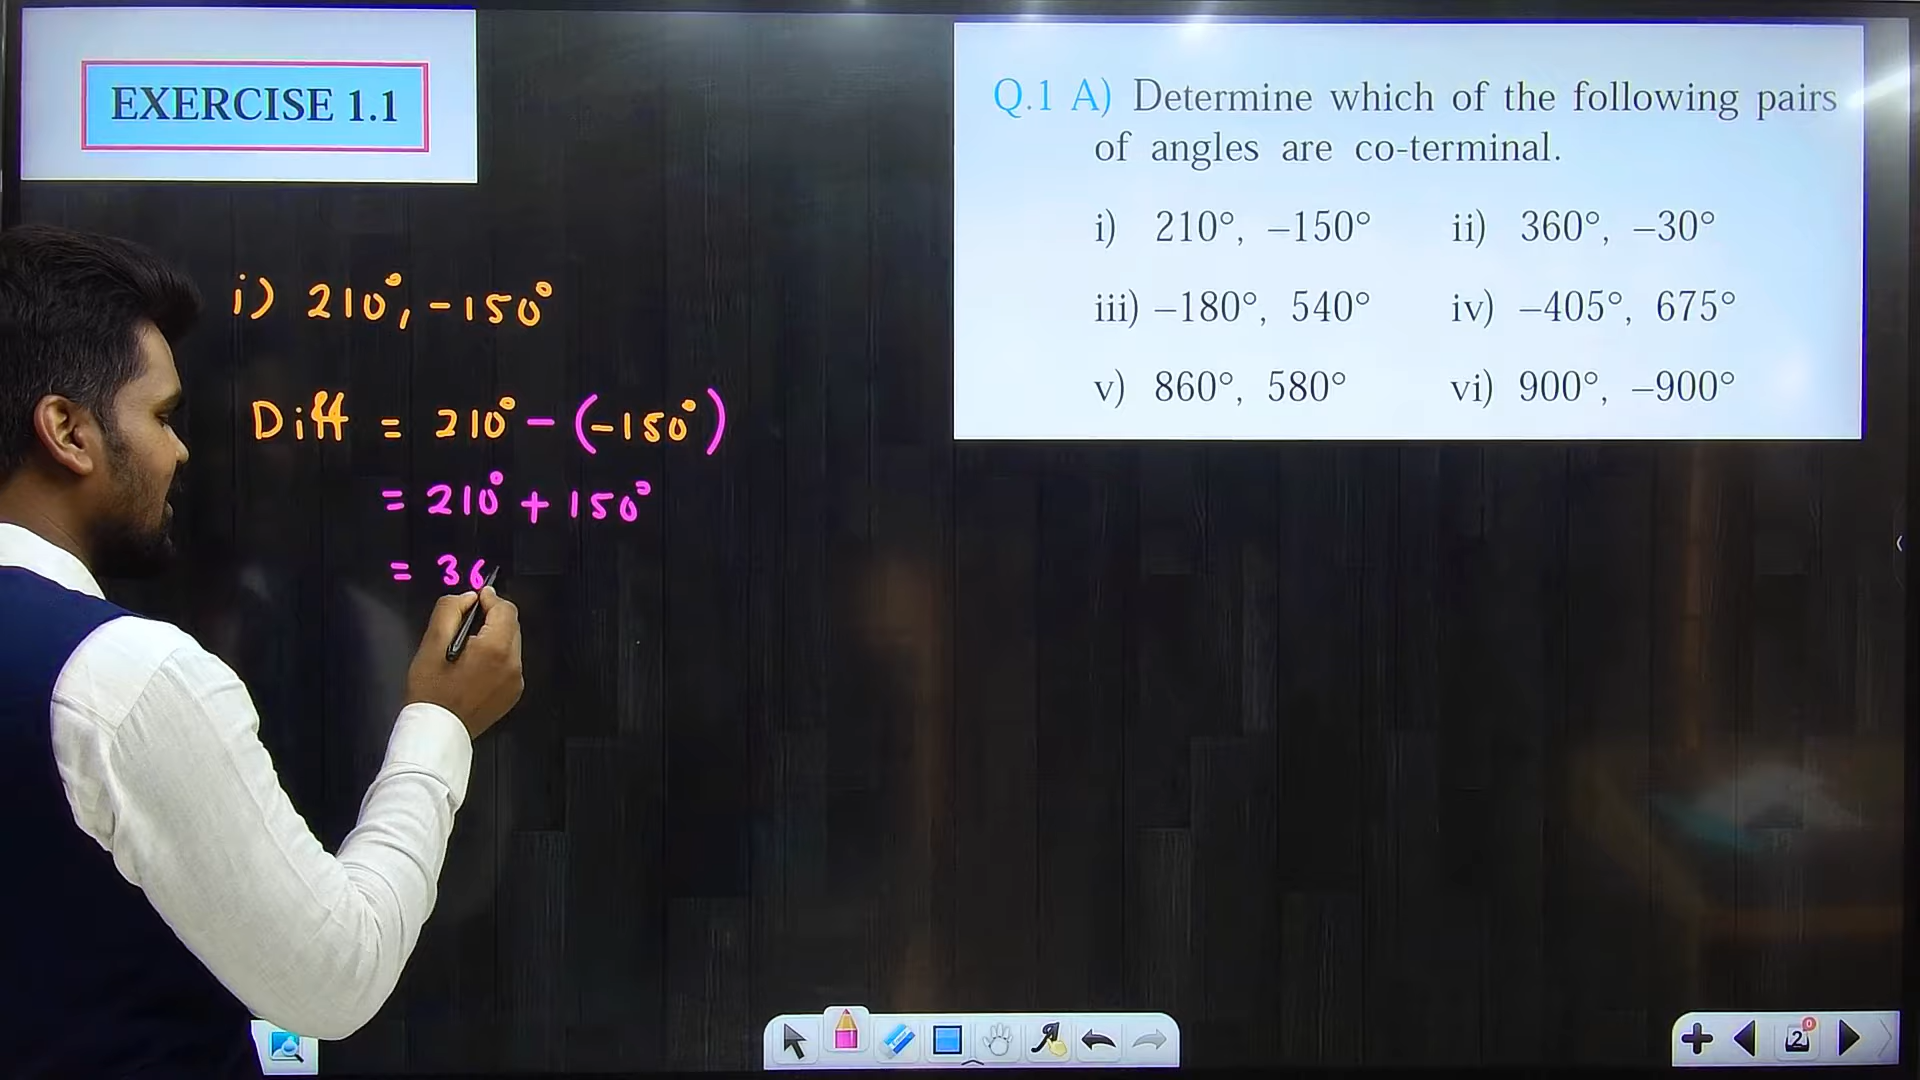 EXERCISE 1.1
Q.1 A) Determine which of the following pairs
of angles are co-terminal.
i) 210°, –150° ii) 360°, –30°
iii) –180°, 540° iv) –405°, 675°
v) 860°, 580° vi) 900°, –900°
i) 210°, -150°
Diff = 210° - (-150°)
= 210° + 150°
= 36
2
0